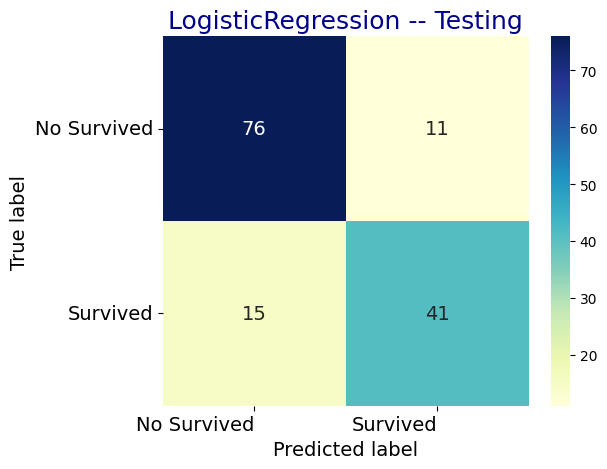 LogisticRegression -- Testing
True label
No Survived
Survived
76
11
15
41
No Survived
Survived
Predicted label
70
60
50
40
30
20